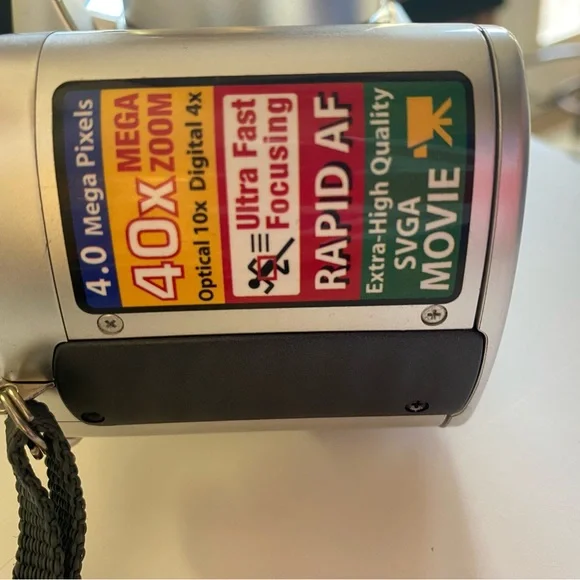 4.0 Mega Pixels
40x MEGA
ZOOM
Optical 10x Digital 4x
Ultra Fast
Focusing
RAPID AF
Extra-High Quality
SVGA
MOVIE